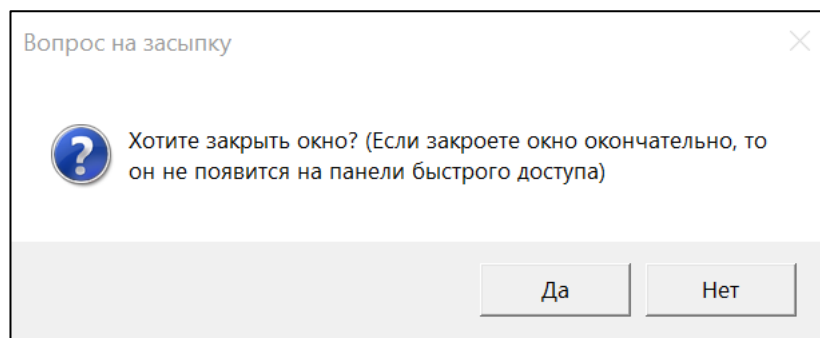 Вопрос на засыпку
Хотите закрыть окно? (Если закроете окно окончательно, то
он не появится на панели быстрого доступа)
Да
Нет